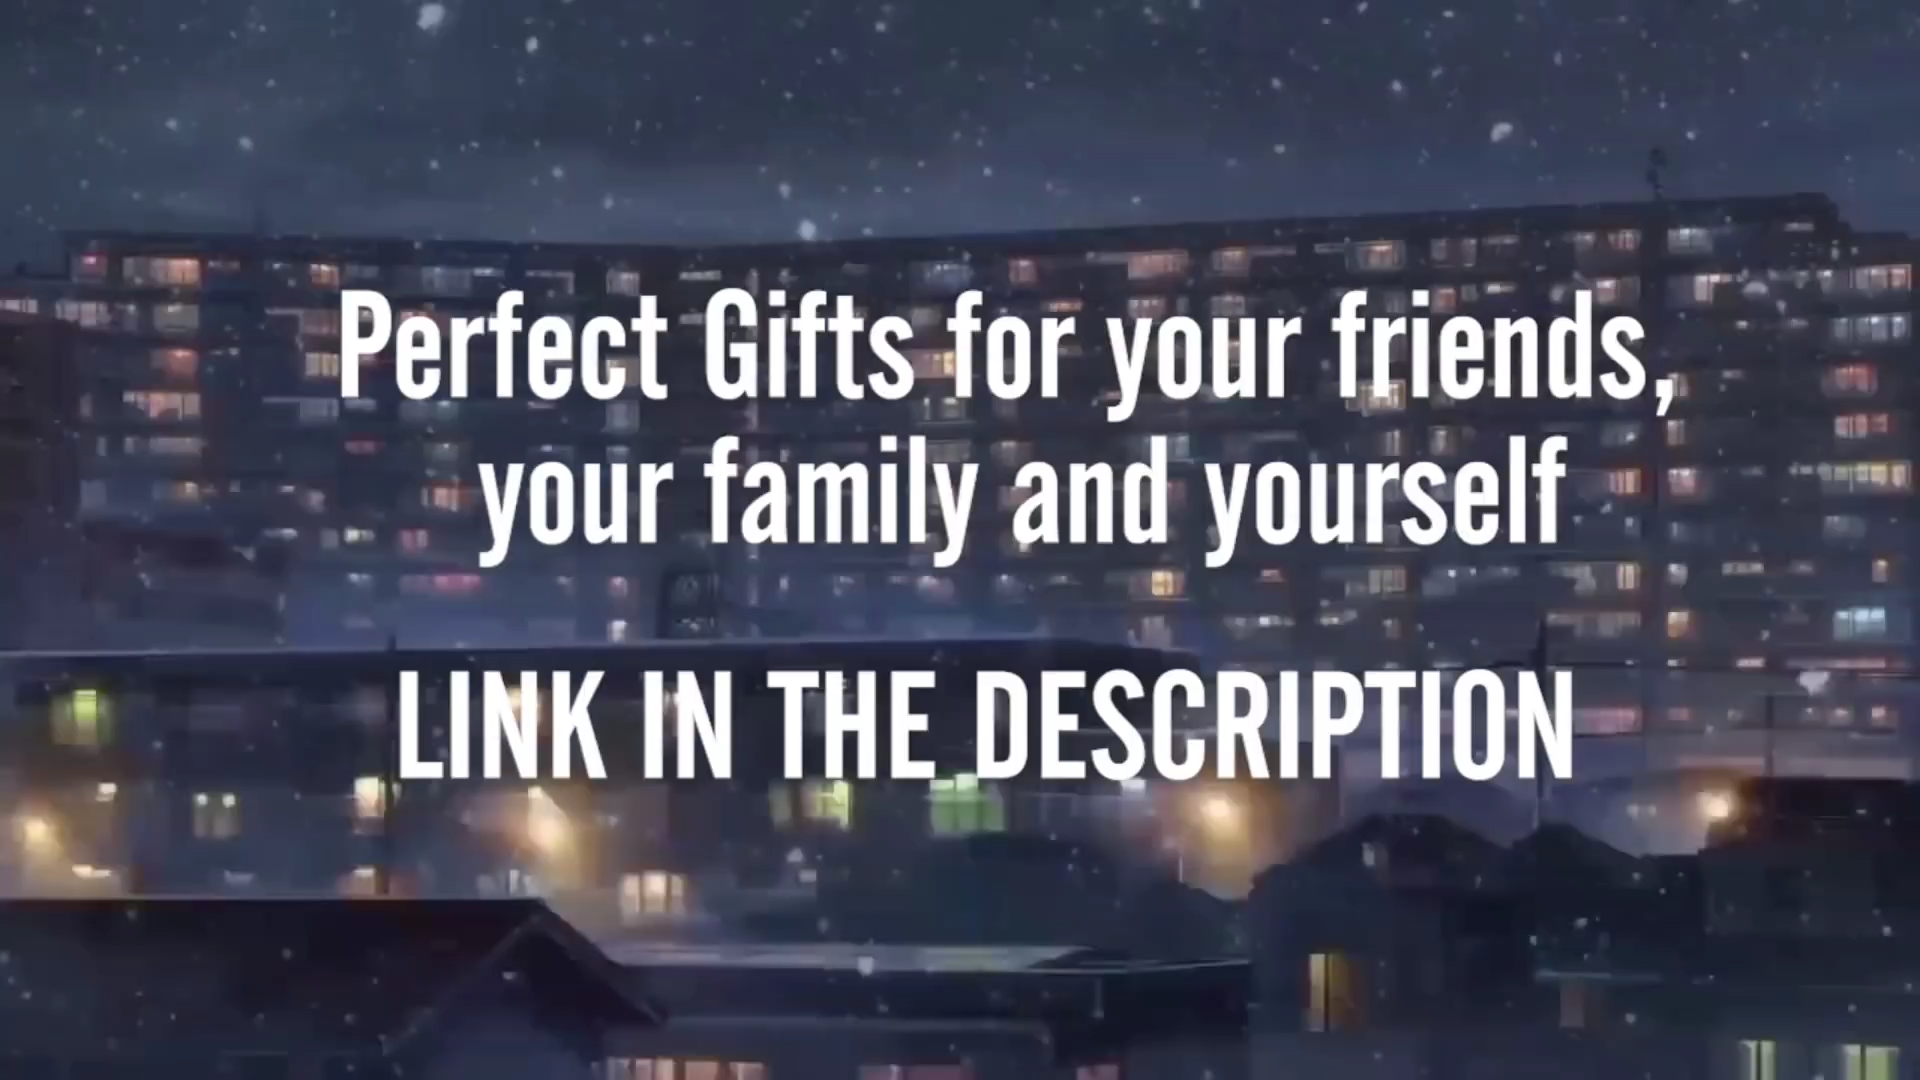 Perfect Gifts for your friends,
your family and yourself
LINK IN THE DESCRIPTION